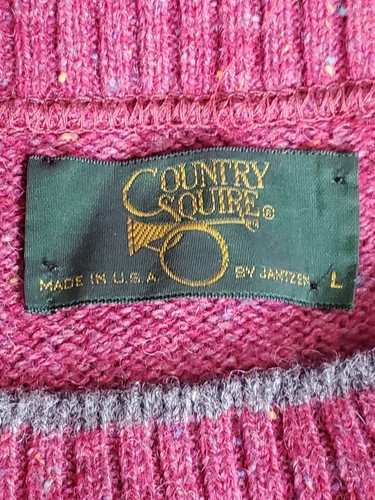 COUNTRY
SQUIRE®
MADE IN U.S.A. BY JANTZEN L